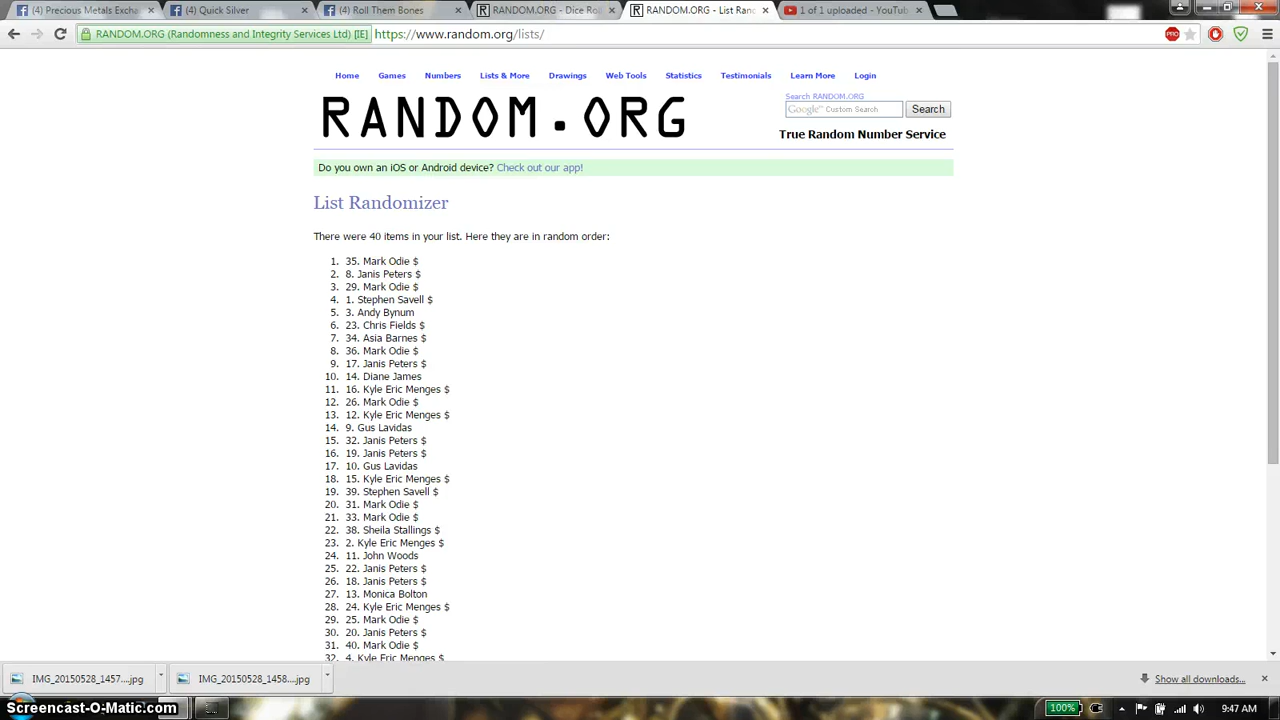 (4) Precious Metals Excha
(4) Quick Silver
(4) Roll Them Bones
RANDOM.ORG - Dice Rol
RANDOM.ORG - List Rand
1 of 1 uploaded - YouTub
RANDOM.ORG (Randomness and Integrity Services Ltd) [IE]
https://www.random.org/lists/
PRO
Home Games Numbers Lists & More Drawings Web Tools Statistics Testimonials Learn More Login
RANDOM.ORG
Search RANDOM.ORG
Google™ Custom Search
Search
True Random Number Service
Do you own an iOS or Android device? Check out our app!
List Randomizer
There were 40 items in your list. Here they are in random order:
1. 35. Mark Odie $
2. 8. Janis Peters $
3. 29. Mark Odie $
4. 1. Stephen Savell $
5. 3. Andy Bynum
6. 23. Chris Fields $
7. 34. Asia Barnes $
8. 36. Mark Odie $
9. 17. Janis Peters $
10. 14. Diane James
11. 16. Kyle Eric Menges $
12. 26. Mark Odie $
13. 12. Kyle Eric Menges $
14. 9. Gus Lavidas
15. 32. Janis Peters $
16. 19. Janis Peters $
17. 10. Gus Lavidas
18. 15. Kyle Eric Menges $
19. 39. Stephen Savell $
20. 31. Mark Odie $
21. 33. Mark Odie $
22. 38. Sheila Stallings $
23. 2. Kyle Eric Menges $
24. 11. John Woods
25. 22. Janis Peters $
26. 18. Janis Peters $
27. 13. Monica Bolton
28. 24. Kyle Eric Menges $
29. 25. Mark Odie $
30. 20. Janis Peters $
31. 40. Mark Odie $
32. 4. Kyle Eric Menges $
IMG_20150528_1457....jpg
IMG_20150528_1458....jpg
Show all downloads...
Screencast-O-Matic.com
100%
9:47 AM